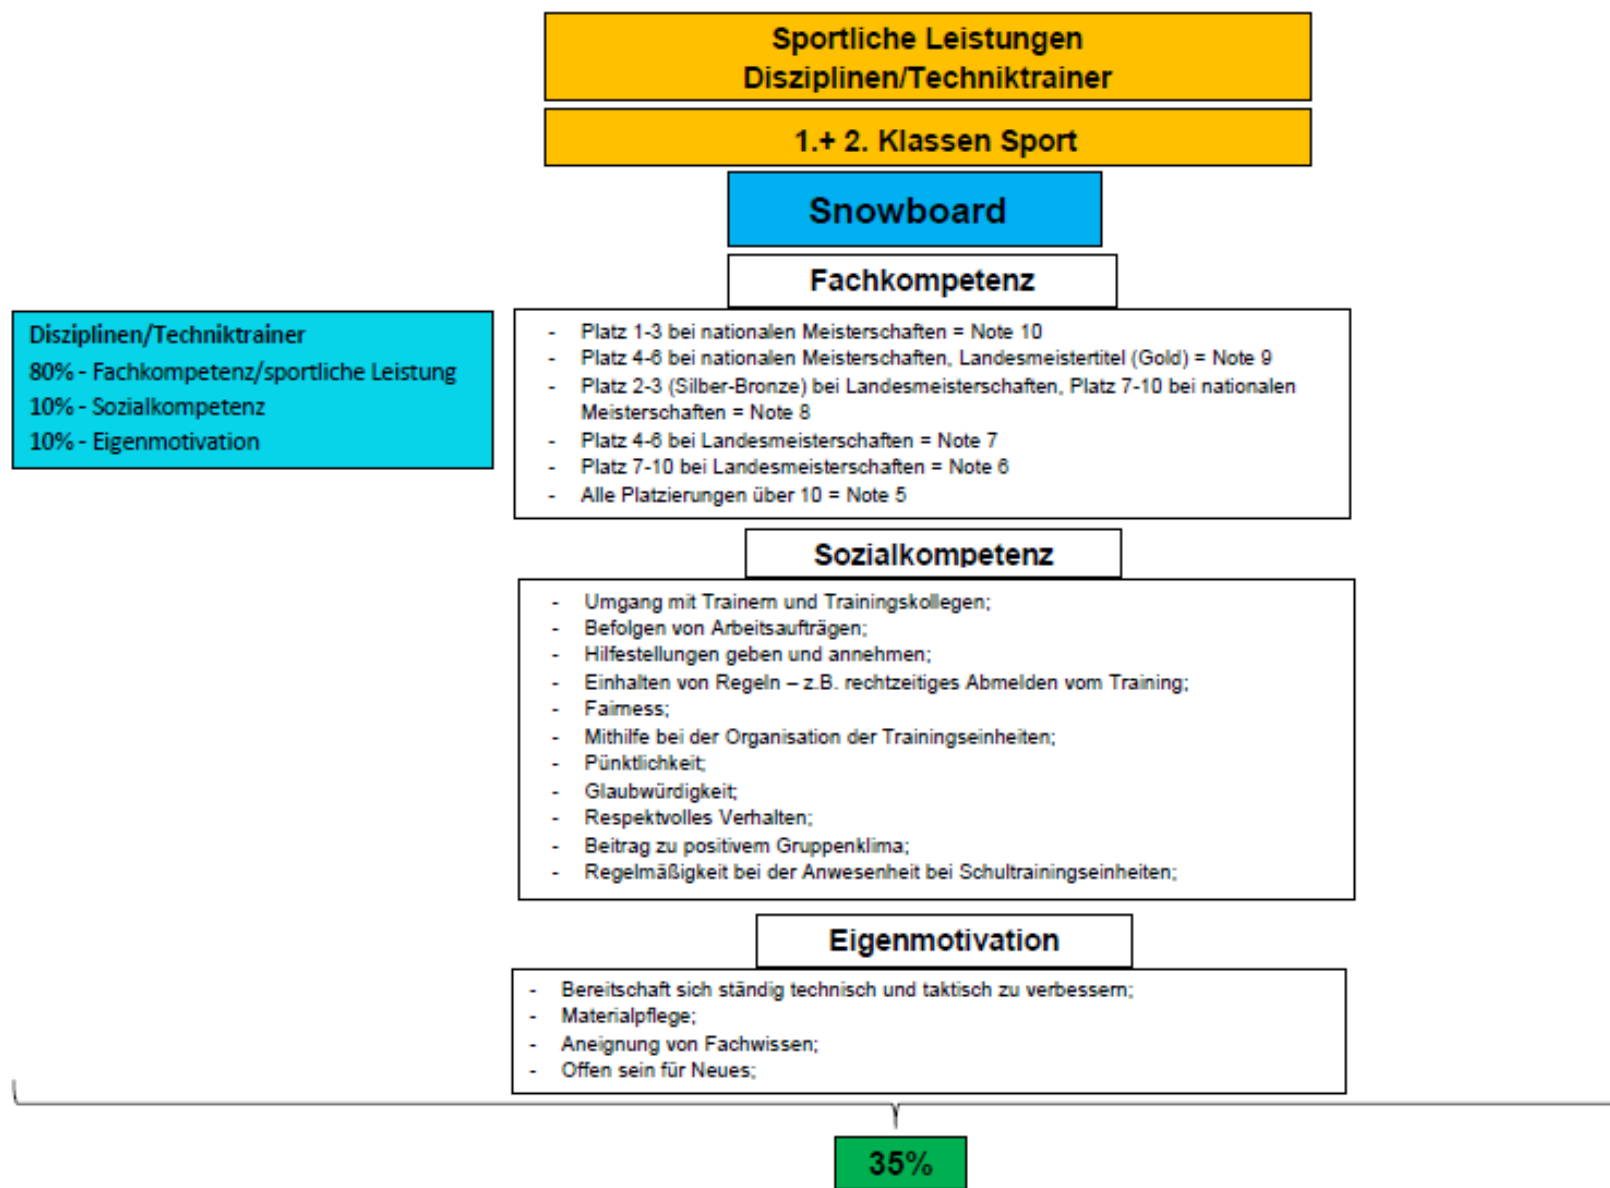 Sportliche Leistungen
Disziplinen/Techniktrainer
1.+ 2. Klassen Sport
Snowboard
Fachkompetenz
Disziplinen/Techniktrainer
80% - Fachkompetenz/sportliche Leistung
10% - Sozialkompetenz
10% - Eigenmotivation
- Platz 1-3 bei nationalen Meisterschaften = Note 10
- Platz 4-6 bei nationalen Meisterschaften, Landesmeistertitel (Gold) = Note 9
- Platz 2-3 (Silber-Bronze) bei Landesmeisterschaften, Platz 7-10 bei nationalen
Meisterschaften = Note 8
- Platz 4-6 bei Landesmeisterschaften = Note 7
- Platz 7-10 bei Landesmeisterschaften = Note 6
- Alle Platzierungen über 10 = Note 5
Sozialkompetenz
- Umgang mit Trainern und Trainingskollegen;
- Befolgen von Arbeitsaufträgen;
- Hilfestellungen geben und annehmen;
- Einhalten von Regeln – z.B. rechtzeitiges Abmelden vom Training;
- Fairness;
- Mithilfe bei der Organisation der Trainingseinheiten;
- Pünktlichkeit;
- Glaubwürdigkeit;
- Respektvolles Verhalten;
- Beitrag zu positivem Gruppenklima;
- Regelmäßigkeit bei der Anwesenheit bei Schultrainingseinheiten;
Eigenmotivation
- Bereitschaft sich ständig technisch und taktisch zu verbessern;
- Materialpflege;
- Aneignung von Fachwissen;
- Offen sein für Neues;
35%